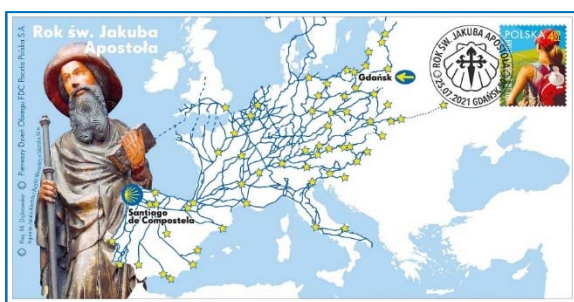 Rok św. Jakuba
Apostoła
Gdańsk
Santiago
de Compostela
© ROK ŚW. JAKUBA APOSTOŁA
25.07.2021 GDAŃSK
POLSKA
Pierwszy Dzień Obiegu FDC Poczta Polska S.A.